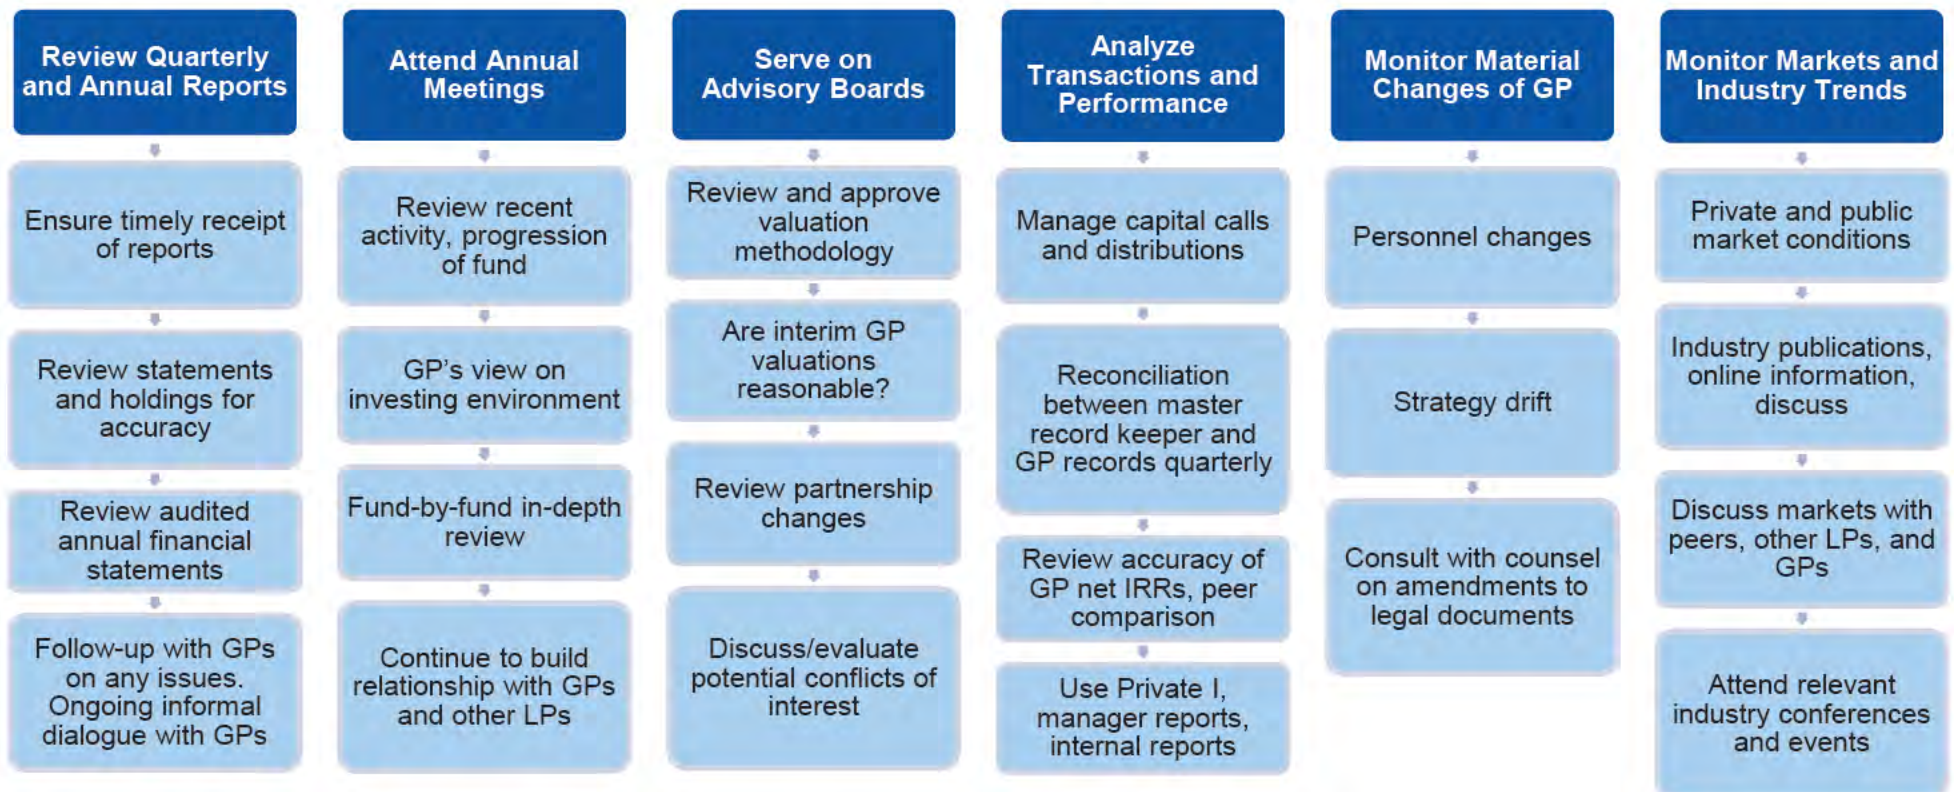 Review Quarterly
and Annual Reports
Ensure timely receipt
of reports
Review statements
and holdings for
accuracy
Review audited
annual financial
statements
Follow-up with GPs
on any issues.
Ongoing informal
dialogue with GPs
Attend Annual
Meetings
Review recent
activity, progression
of fund
GP's view on
investing environment
Fund-by-fund in-depth
review
Continue to build
relationship with GPs
and other LPs
Serve on
Advisory Boards
Review and approve
valuation
methodology
Are interim GP
valuations
reasonable?
Review partnership
changes
Discuss/evaluate
potential conflicts of
interest
Analyze
Transactions and
Performance
Manage capital calls
and distributions
Reconciliation
between master
record keeper and
GP records quarterly
Review accuracy of
GP net IRRs, peer
comparison
Use Private I,
manager reports,
internal reports
Monitor Material
Changes of GP
Personnel changes
Strategy drift
Consult with counsel
on amendments to
legal documents
Monitor Markets and
Industry Trends
Private and public
market conditions
Industry publications,
online information,
discuss
Discuss markets with
peers, other LPs, and
GPs
Attend relevant
industry conferences
and events